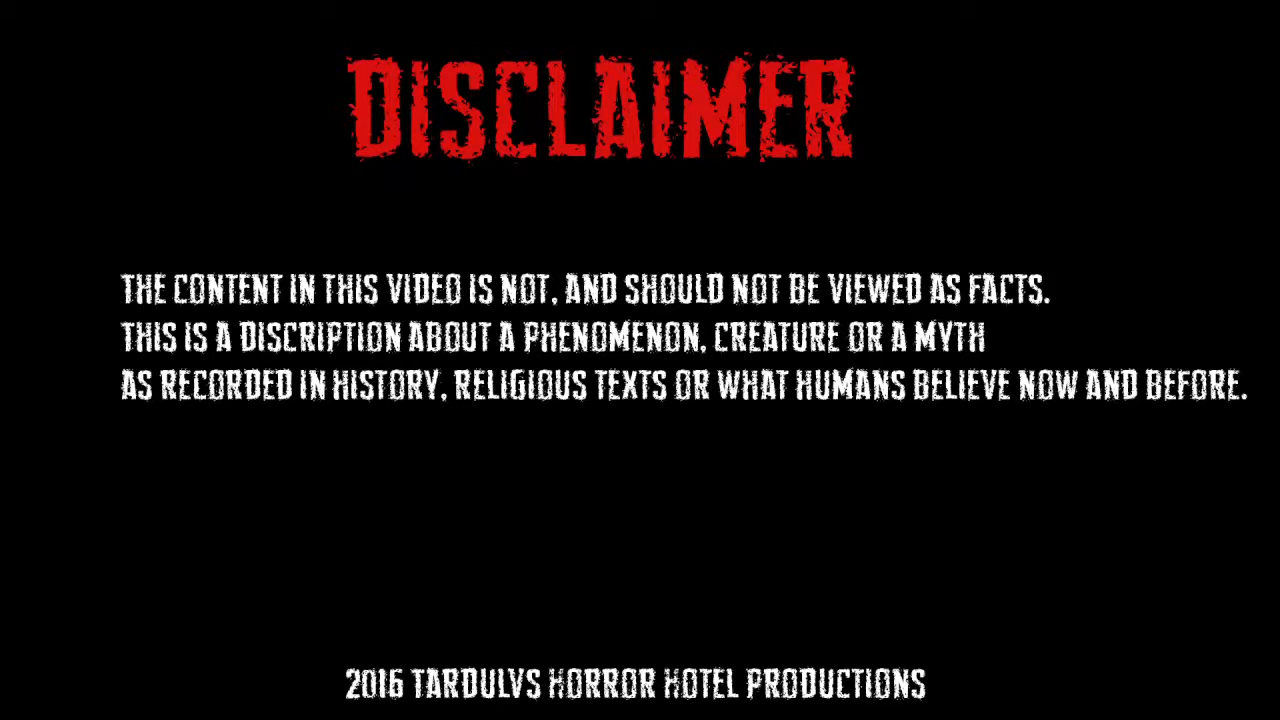 DISCLAIMER
THE CONTENT IN THIS VIDEO IS NOT, AND SHOULD NOT BE VIEWED AS FACTS.
THIS IS A DISCRIPTION ABOUT A PHENOMENON, CREATURE OR A MYTH
AS RECORDED IN HISTORY, RELIGIOUS TEXTS OR WHAT HUMANS BELIEVE NOW AND BEFORE.
2016 TARDULVS HORROR HOTEL PRODUCTIONS